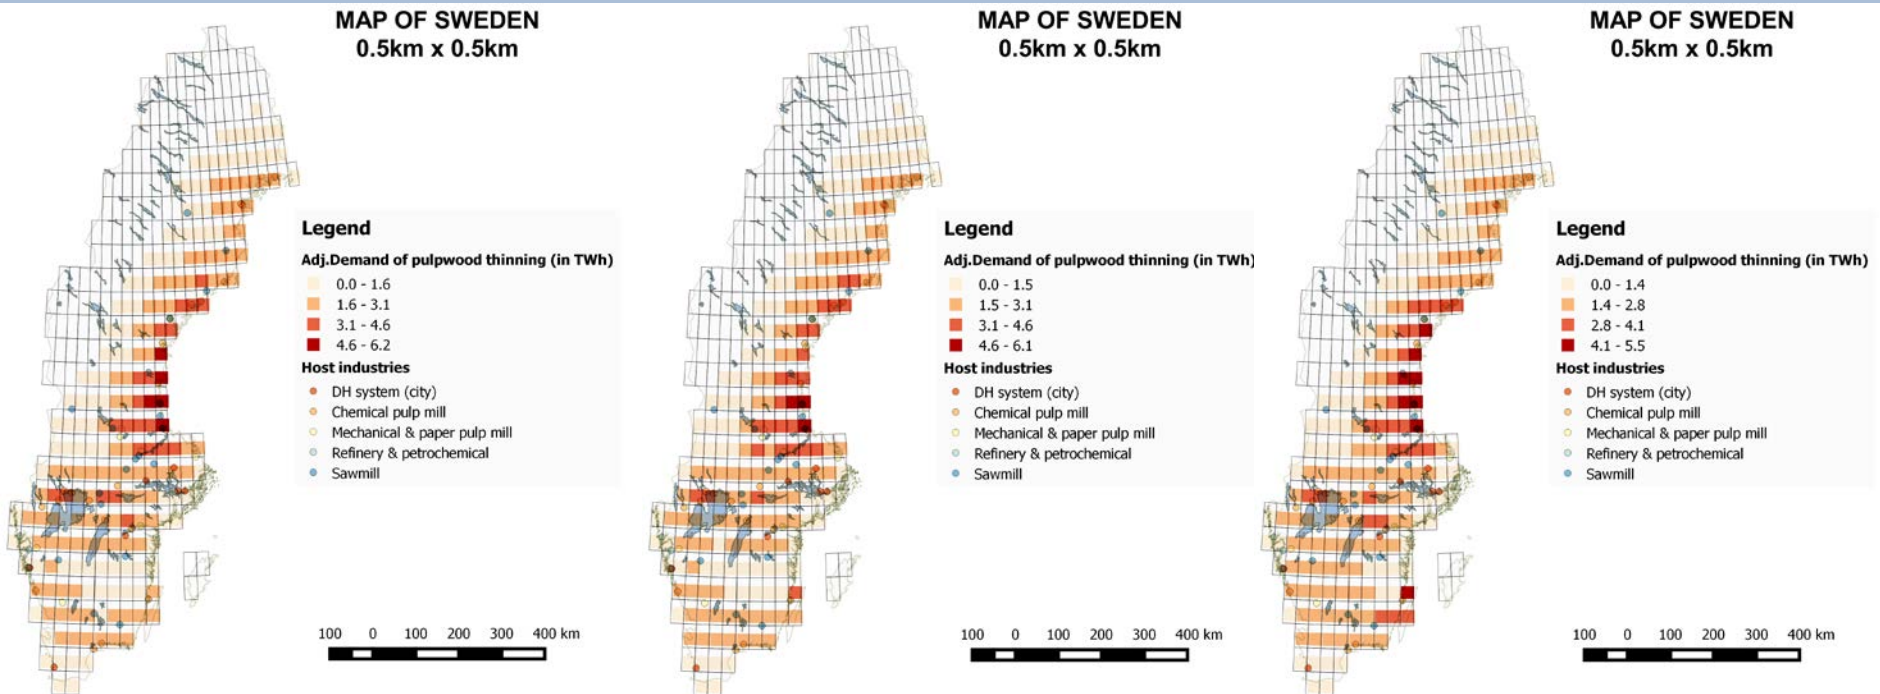 MAP OF SWEDEN
0.5km x 0.5km
Legend
Adj.Demand of pulpwood thinning (in TWh)
0.0 - 1.6
1.6 - 3.1
3.1 - 4.6
4.6 - 6.2
Host industries
DH system (city)
Chemical pulp mill
Mechanical & paper pulp mill
Refinery & petrochemical
Sawmill
100 0 100 200 300 400 km
MAP OF SWEDEN
0.5km x 0.5km
Legend
Adj.Demand of pulpwood thinning (in TWh)
0.0 - 1.5
1.5 - 3.1
3.1 - 4.6
4.6 - 6.1
Host industries
DH system (city)
Chemical pulp mill
Mechanical & paper pulp mill
Refinery & petrochemical
Sawmill
100 0 100 200 300 400 km
MAP OF SWEDEN
0.5km x 0.5km
Legend
Adj.Demand of pulpwood thinning (in TWh)
0.0 - 1.4
1.4 - 2.8
2.8 - 4.1
4.1 - 5.5
Host industries
DH system (city)
Chemical pulp mill
Mechanical & paper pulp mill
Refinery & petrochemical
Sawmill
100 0 100 200 300 400 km